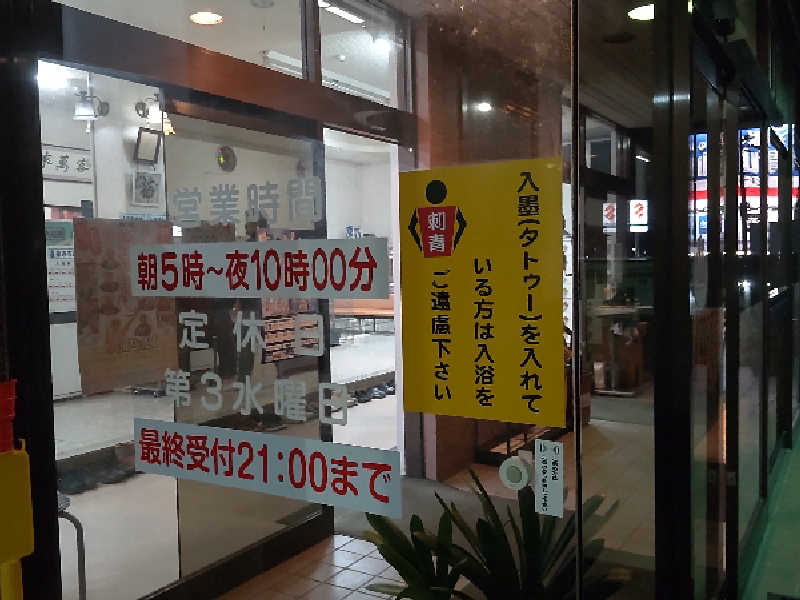 営業時間
朝5時～夜10時00分
定休日
第3水曜日
最終受付21:00まで
刺青
入墨(タトゥー)を入れて
いる方は入浴を
ご遠慮下さい